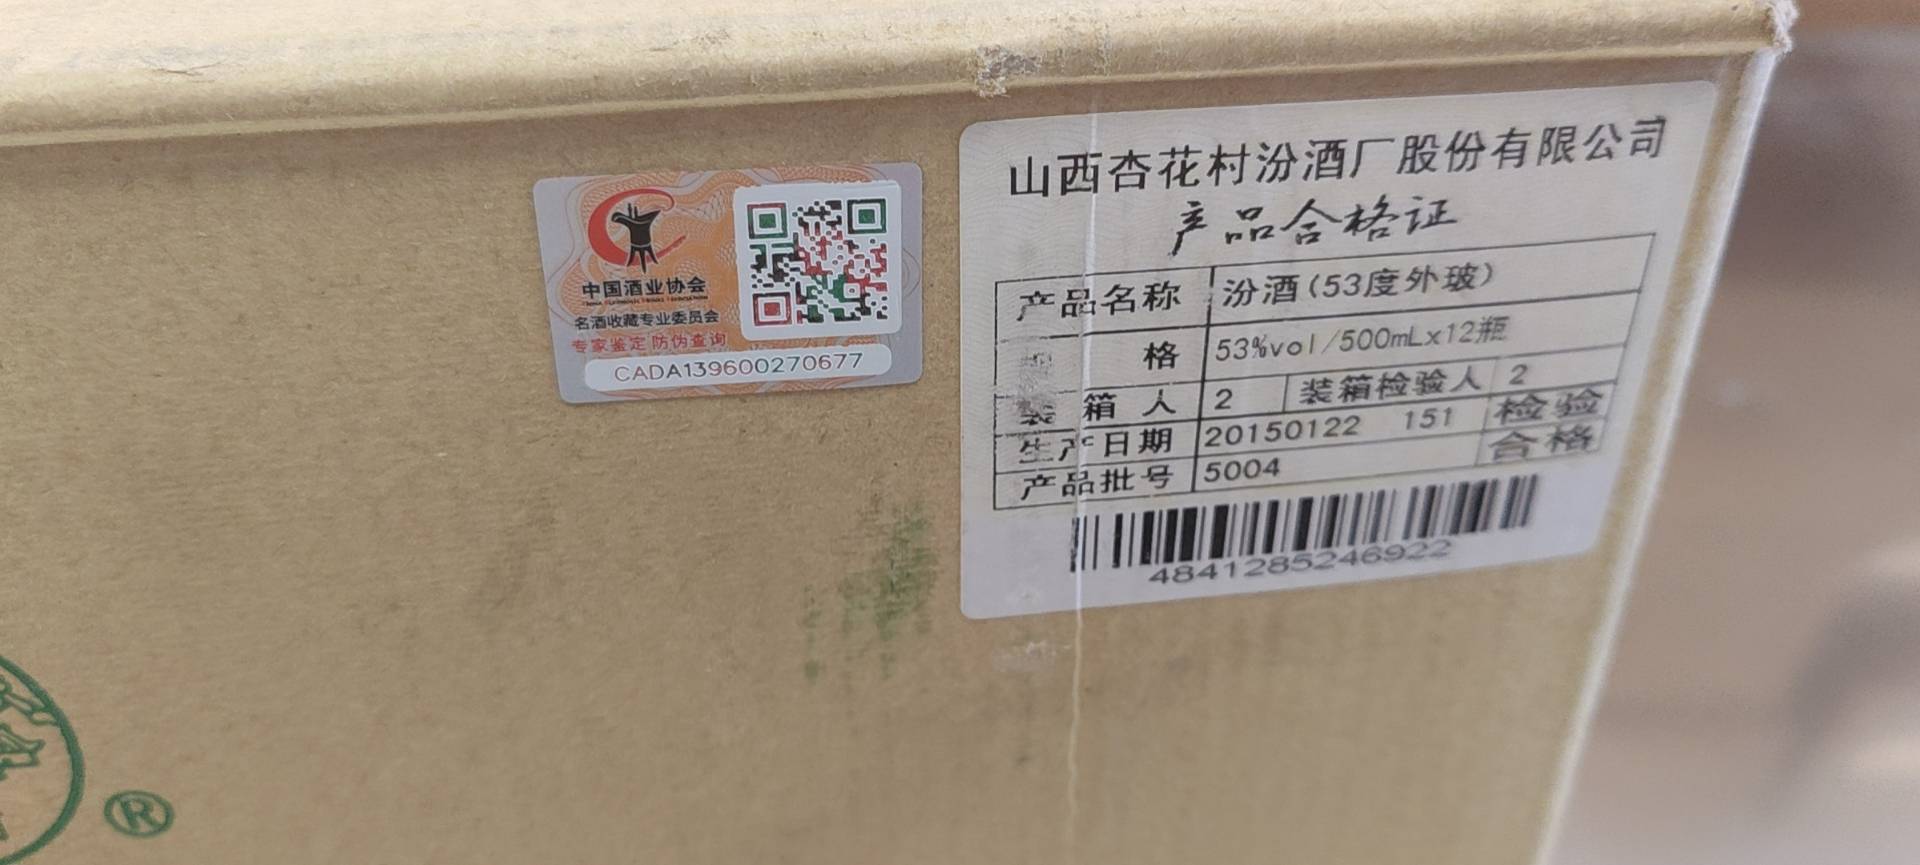 中国酒业协会
名酒收藏专业委员会
专家鉴定 防伪查询
CADA139600270677
山西杏花村汾酒厂股份有限公司
产品合格证
产品名称 汾酒(53度外玻)
格 53%vol/500mLx12瓶
装箱人 2 装箱检验人 2
生产日期 20150122 151 检验
产品批号 5004 合格
4841285246922
®